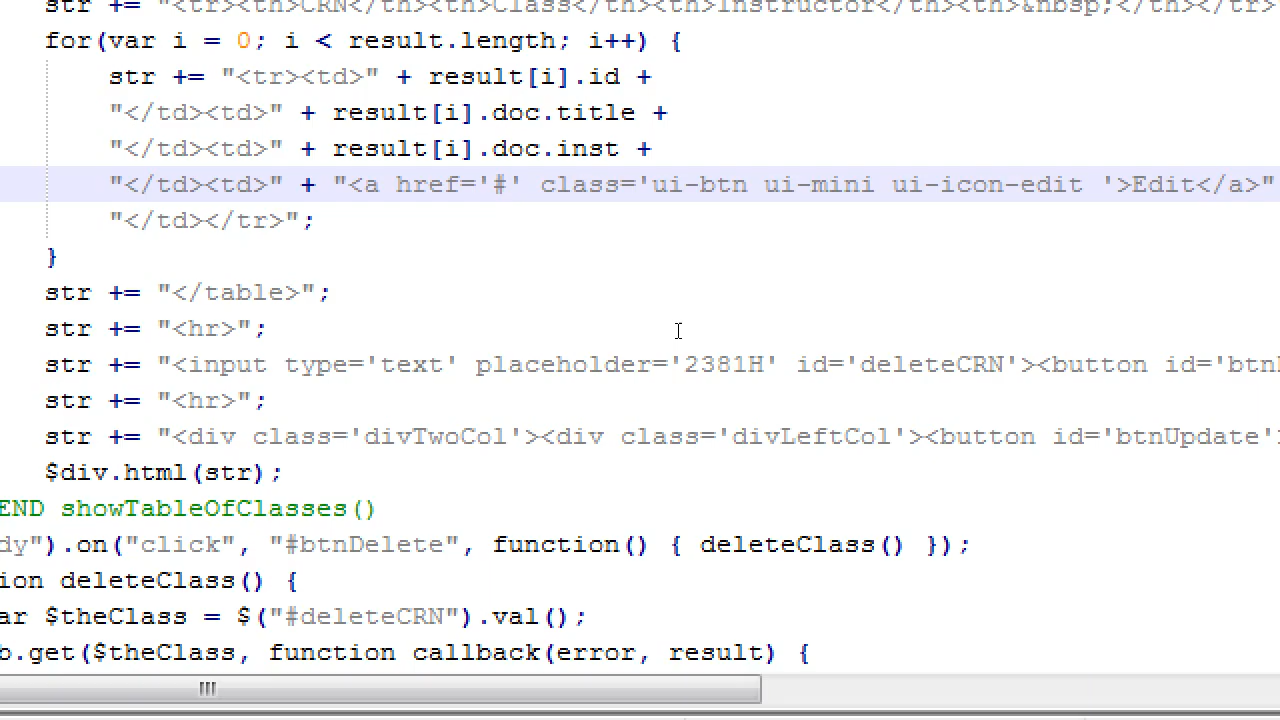 str += "<tr><th>CRN</th><th>Class</th><th>Instructor</th><th>&nbsp;</th></tr>
for(var i = 0; i < result.length; i++) {
str += "<tr><td>" + result[i].id +
"</td><td>" + result[i].doc.title +
"</td><td>" + result[i].doc.inst +
"</td><td>" + "<a href='#' class='ui-btn ui-mini ui-icon-edit '>Edit</a>"
"</td></tr>";
}
str += "</table>";
str += "<hr>";
str += "<input type='text' placeholder='2381H' id='deleteCRN'><button id='btn
str += "<hr>";
str += "<div class='divTwoCol'><div class='divLeftCol'><button id='btnUpdate'
$div.html(str);
END showTableOfClasses()
dy").on("click", "#btnDelete", function() { deleteClass() });
ion deleteClass() {
ar $theClass = $("#deleteCRN").val();
b.get($theClass, function callback(error, result) {